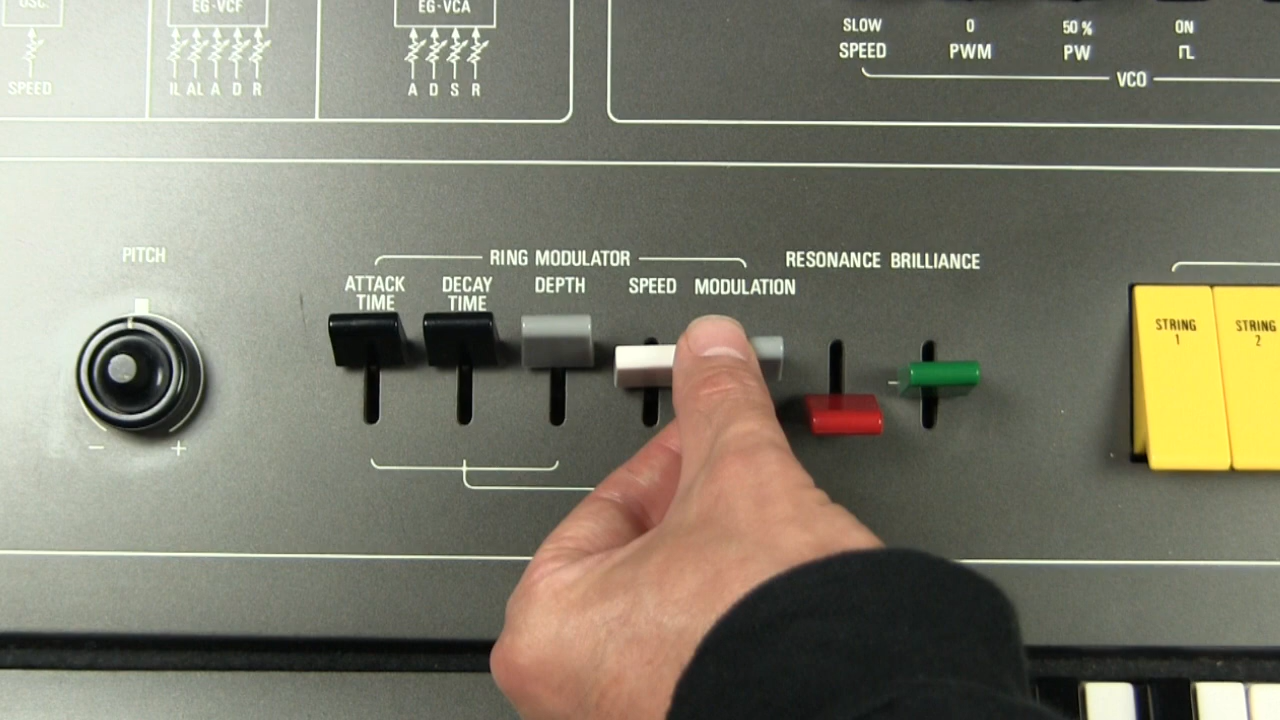 OSC.
EG-VCF
EG-VCA
SPEED
IL AL A D R
A D S R
SLOW 0 50% ON
SPEED PWM PW
VCO
PITCH
- +
RING MODULATOR
ATTACK TIME
DECAY TIME
DEPTH
SPEED
MODULATION
RESONANCE BRILLIANCE
STRING
1
STRING
2